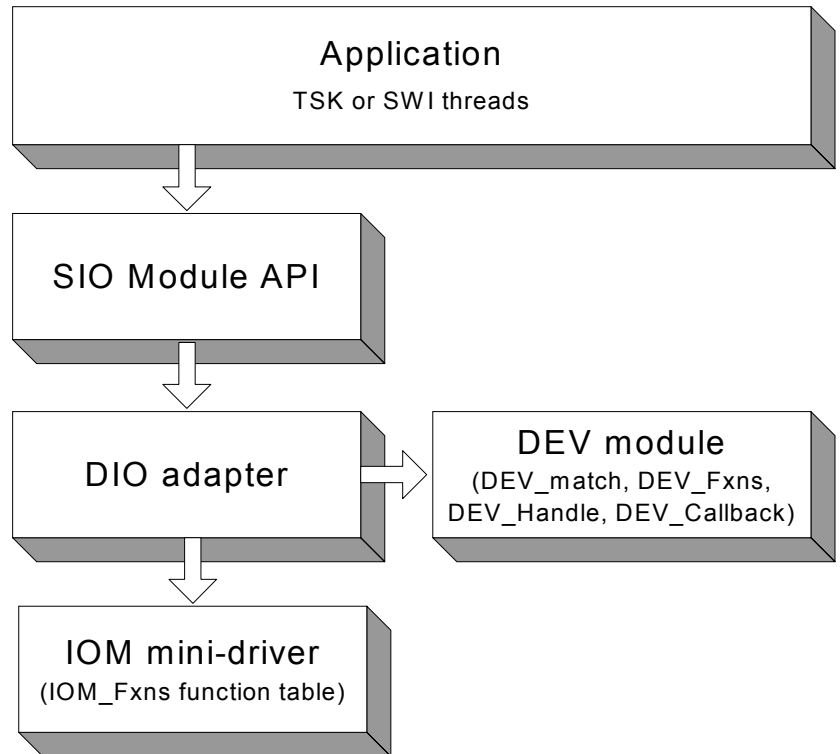 Application
TSK or SWI threads
SIO Module API
DIO adapter
DEV module
(DEV_match, DEV_Fxns,
DEV_Handle, DEV_Callback)
IOM mini-driver
(IOM_Fxns function table)